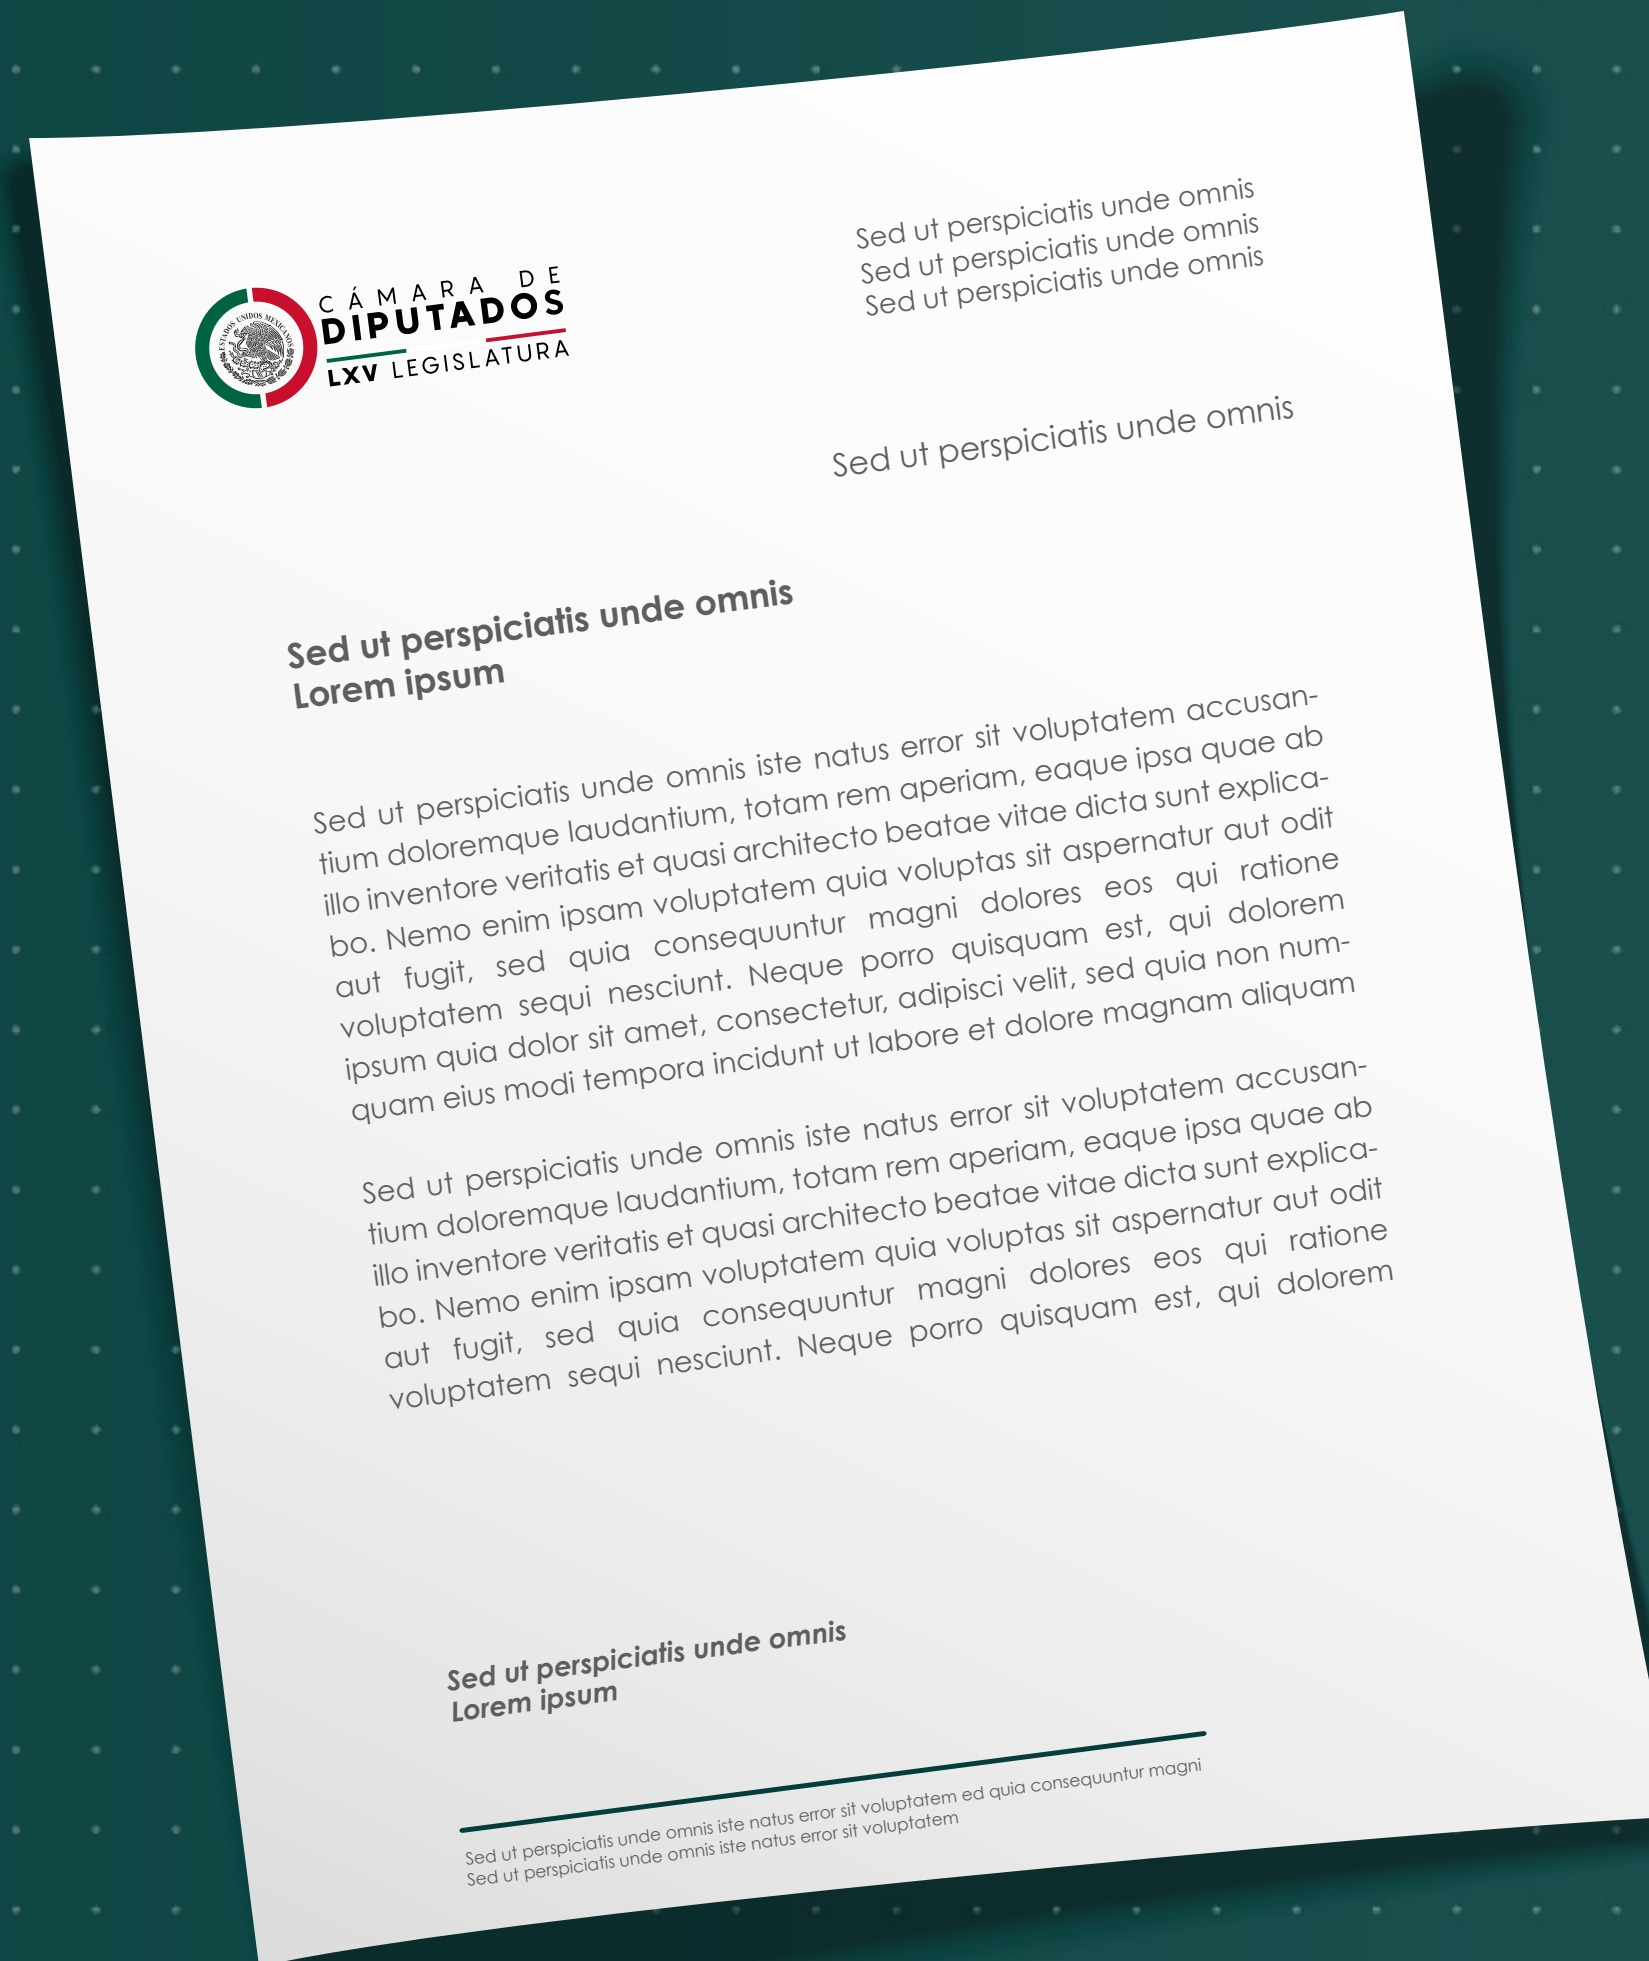 ESTADOS UNIDOS MEXICANOS
CÁMARA DE
DIPUTADOS
LXV LEGISLATURA
Sed ut perspiciatis unde omnis
Sed ut perspiciatis unde omnis
Sed ut perspiciatis unde omnis
Sed ut perspiciatis unde omnis
Sed ut perspiciatis unde omnis
Lorem ipsum
Sed ut perspiciatis unde omnis iste natus error sit voluptatem accusan-
tium doloremque laudantium, totam rem aperiam, eaque ipsa quae ab
illo inventore veritatis et quasi architecto beatae vitae dicta sunt explica-
bo. Nemo enim ipsam voluptatem quia voluptas sit aspernatur aut odit
aut fugit, sed quia consequuntur magni dolores eos qui ratione
voluptatem sequi nesciunt. Neque porro quisquam est, qui dolorem
ipsum quia dolor sit amet, consectetur, adipisci velit, sed quia non num-
quam eius modi tempora incidunt ut labore et dolore magnam aliquam
Sed ut perspiciatis unde omnis iste natus error sit voluptatem accusan-
tium doloremque laudantium, totam rem aperiam, eaque ipsa quae ab
illo inventore veritatis et quasi architecto beatae vitae dicta sunt explica-
bo. Nemo enim ipsam voluptatem quia voluptas sit aspernatur aut odit
aut fugit, sed quia consequuntur magni dolores eos qui ratione
voluptatem sequi nesciunt. Neque porro quisquam est, qui dolorem
Sed ut perspiciatis unde omnis
Lorem ipsum
Sed ut perspiciatis unde omnis iste natus error sit voluptatem ed quia consequuntur magni
Sed ut perspiciatis unde omnis iste natus error sit voluptatem